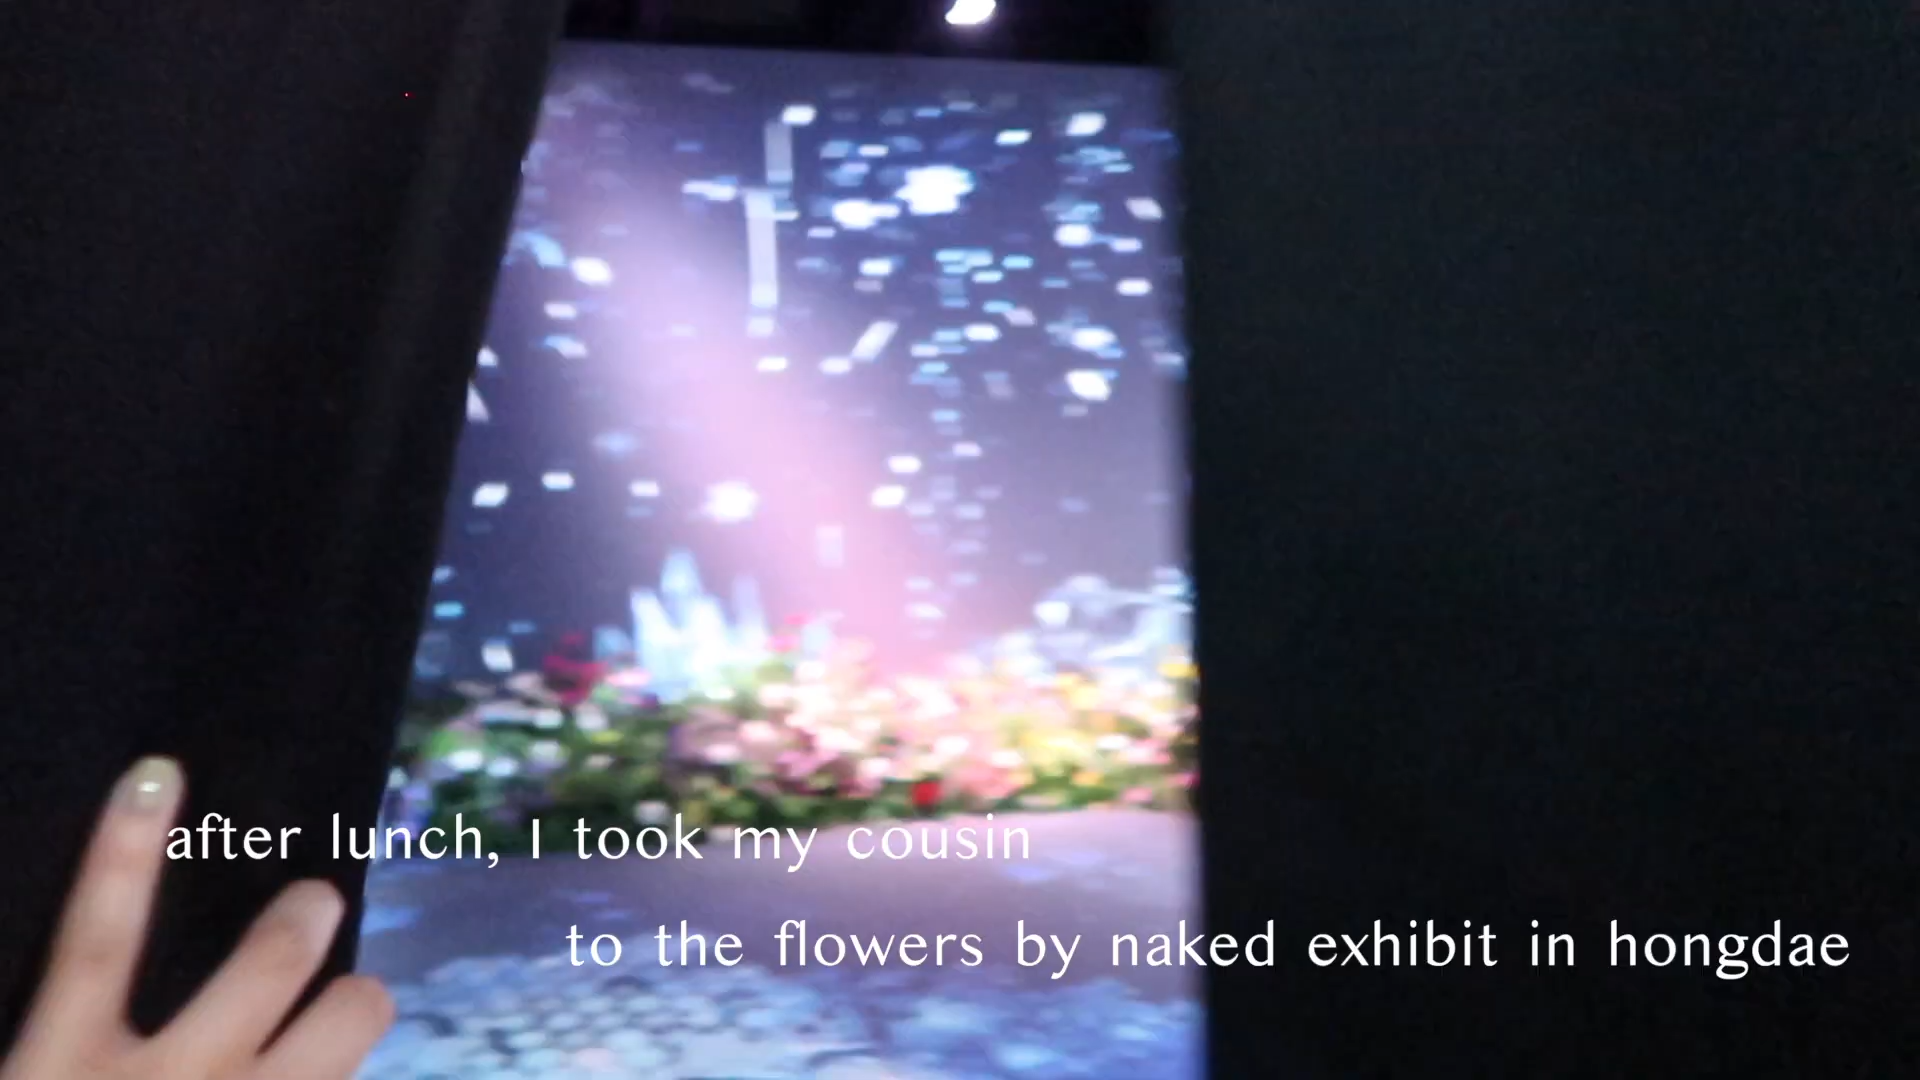 after lunch, I took my cousin
to the flowers by naked exhibit in hongdae